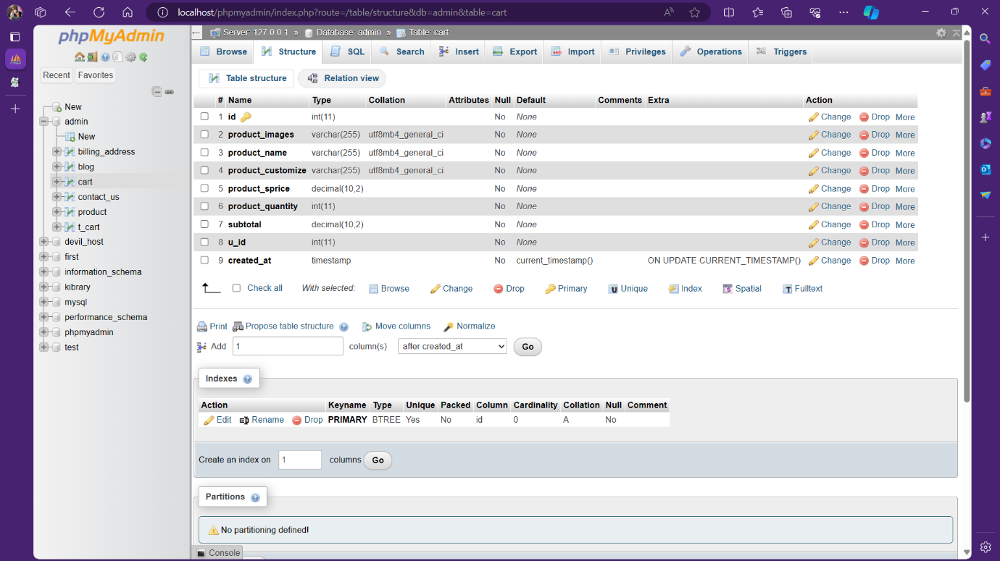 localhost/phpmyadmin/index.php?route=/table/structure&db=admin&table=cart
phpMyAdmin
Recent Favorites
New
admin
New
billing_address
blog
cart
contact_us
product
t_cart
devil_host
first
information_schema
kibrary
mysql
performance_schema
phpmyadmin
test
Server: 127.0.0.1 » Database: admin » Table: cart
Browse Structure SQL Search Insert Export Import Privileges Operations Triggers
Table structure Relation view
# Name Type Collation Attributes Null Default Comments Extra Action
1 id int(11) No None Change Drop More
2 product_images varchar(255) utf8mb4_general_ci No None Change Drop More
3 product_name varchar(255) utf8mb4_general_ci No None Change Drop More
4 product_customize varchar(255) utf8mb4_general_ci No None Change Drop More
5 product_sprice decimal(10,2) No None Change Drop More
6 product_quantity int(11) No None Change Drop More
7 subtotal decimal(10,2) No None Change Drop More
8 u_id int(11) No None Change Drop More
9 created_at timestamp No current_timestamp() ON UPDATE CURRENT_TIMESTAMP() Change Drop More
Check all With selected: Browse Change Drop Primary Unique Index Spatial Fulltext
Print Propose table structure Move columns Normalize
Add 1 column(s) after created_at Go
Indexes
Action Keyname Type Unique Packed Column Cardinality Collation Null Comment
Edit Rename Drop PRIMARY BTREE Yes No id 0 A No
Create an index on 1 columns Go
Partitions
No partitioning defined!
Console